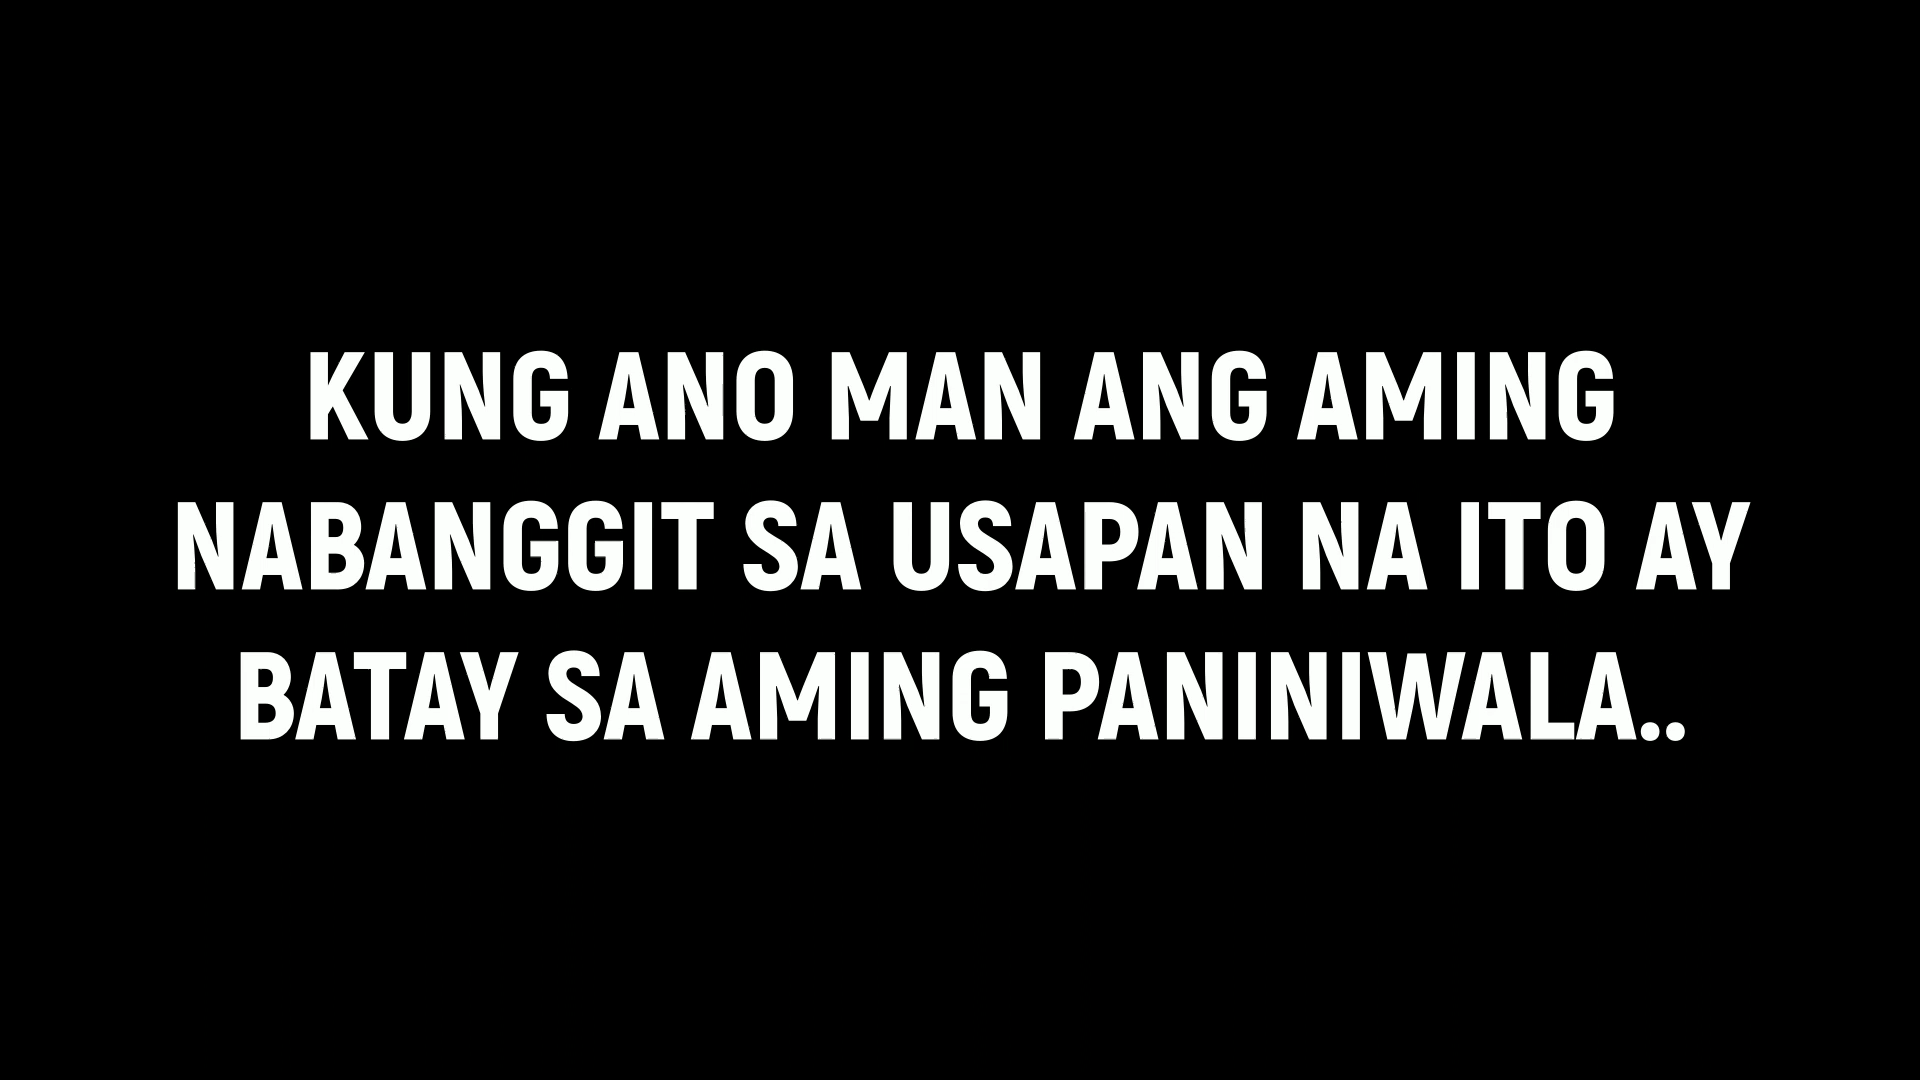 KUNG ANO MAN ANG AMING
NABANGGIT SA USAPAN NA ITO AY
BATAY SA AMING PANINIWALA..